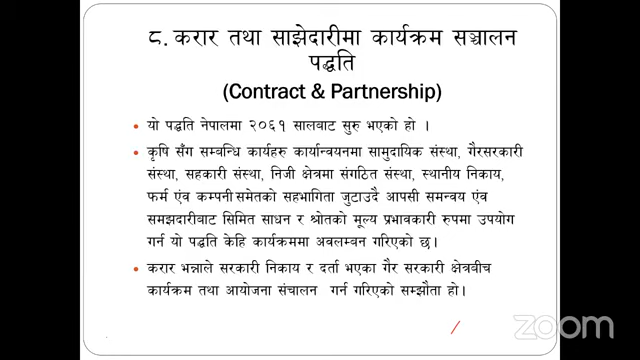 ८. करार तथा साझेदारीमा कार्यक्रम सञ्चालन
पद्धति
(Contract & Partnership)
• यो पद्धति नेपालमा २०६१ सालबाट सुरु भएको हो ।
• कृषि सँग सम्वन्धि कार्यहरु कार्यान्वयनमा सामुदायिक संस्था, गैरसरकारी
संस्था, सहकारी संस्था, निजी क्षेत्रमा संगठित संस्था, स्थानीय निकाय,
फर्म एंव कम्पनी समेतको सहभागिता जुटाउदै आपसी समन्वय एंव
समझदारीबाट सिमित साधन र श्रोतको मूल्य प्रभावकारी रुपमा उपयोग
गर्न यो पद्धति केहि कार्यक्रममा अवलम्वन गरिएको छ।
• करार भन्नाले सरकारी निकाय र दर्ता भएका गैर सरकारी क्षेत्रवीच
कार्यक्रम तथा आयोजना संचालन गर्न गरिएको सम्झौता हो।
zoom